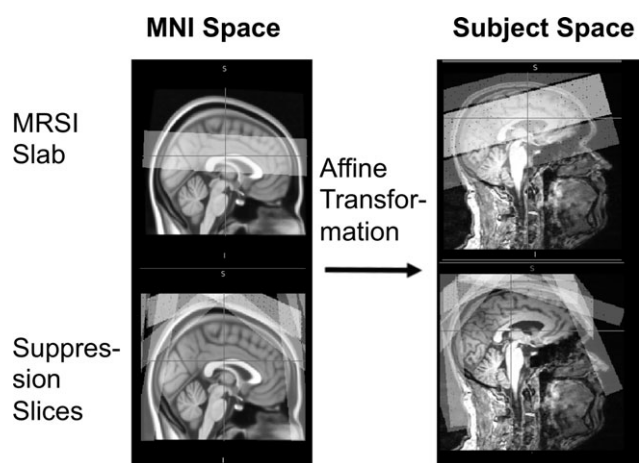 MNI Space
Subject Space
S
S
MRSI
Slab
Affine
Transfor-
mation
I
I
S
S
Suppres-
sion
Slices
I